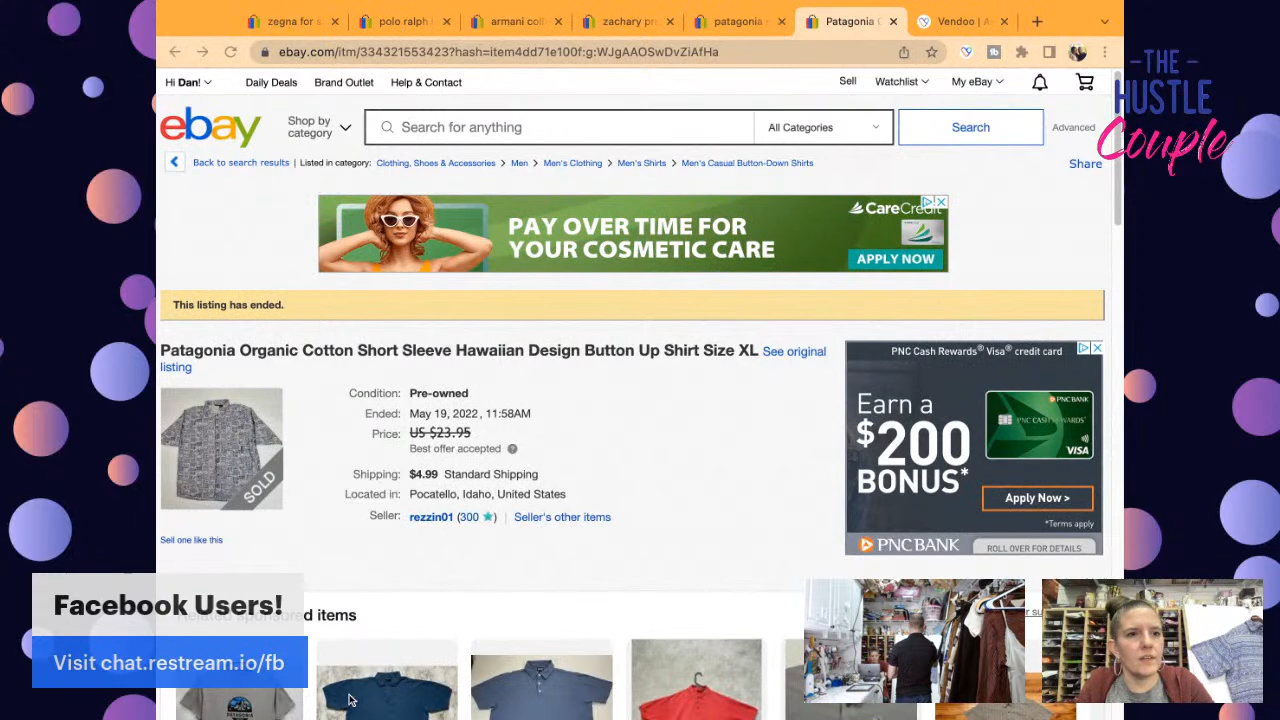 zegna for s
polo ralph l
armani coll
zachary pr
patagonia c
Patagonia O
Vendoo | A
ebay.com/itm/334321553423?hash=item4dd71e100f:g:WJgAAOSwDvZiAfHa
THE
HUSTLE
Couple
Hi Dan!
Daily Deals
Brand Outlet
Help & Contact
Sell
Watchlist
My eBay
ebay
Shop by
category
Search for anything
All Categories
Search
Advanced
Back to search results | Listed in category: Clothing, Shoes & Accessories > Men > Men's Clothing > Men's Shirts > Men's Casual Button-Down Shirts
Share
PAY OVER TIME FOR
YOUR COSMETIC CARE
CareCredit
APPLY NOW
This listing has ended.
Patagonia Organic Cotton Short Sleeve Hawaiian Design Button Up Shirt Size XL See original
listing
SOLD
Condition: Pre-owned
Ended: May 19, 2022 , 11:58AM
Price: US $23.95
Best offer accepted
Shipping: $4.99 Standard Shipping
Located in: Pocatello, Idaho, United States
Seller: rezzin01 (300 ) | Seller's other items
Sell one like this
PNC Cash Rewards® Visa® credit card
Earn a
$200
BONUS*
PNC BANK
PNC CASH REWARDS
VISA
Apply Now >
*Terms apply
PNC BANK
ROLL OVER FOR DETAILS
Facebook Users!
Visit chat.restream.io/fb
items